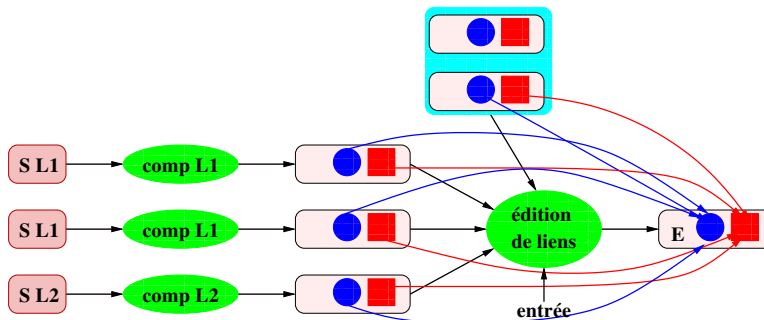 S L1
comp L1
S L1
comp L1
édition
de liens
E
S L2
comp L2
entrée